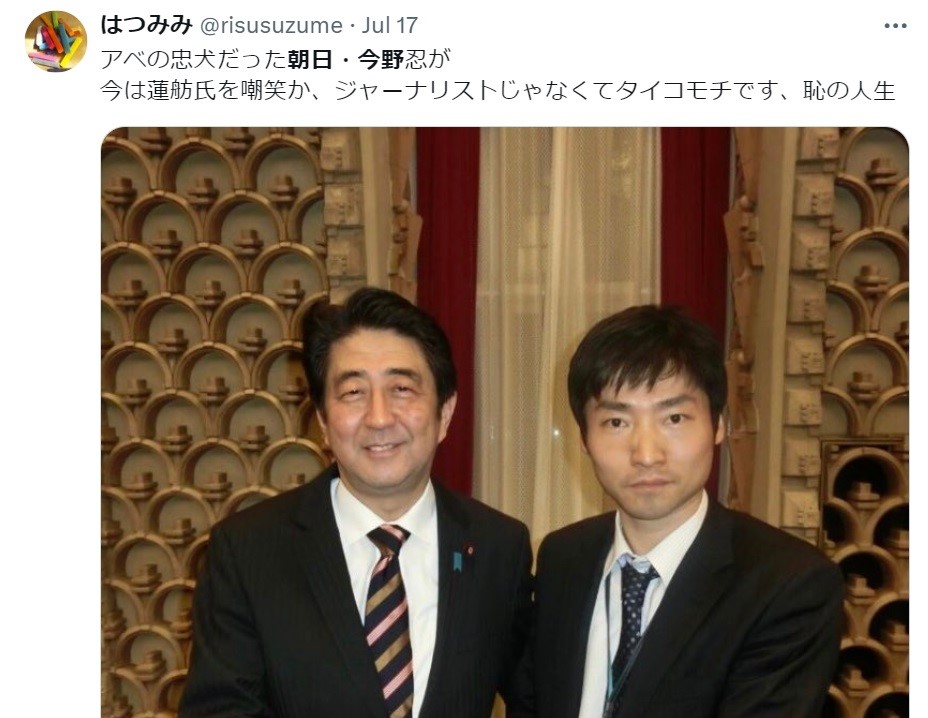 はつみみ @risusuzume · Jul 17
アベの忠犬だった朝日・今野忍が
今は蓮舫氏を嘲笑か、ジャーナリストじゃなくてタイコモチです、恥の人生